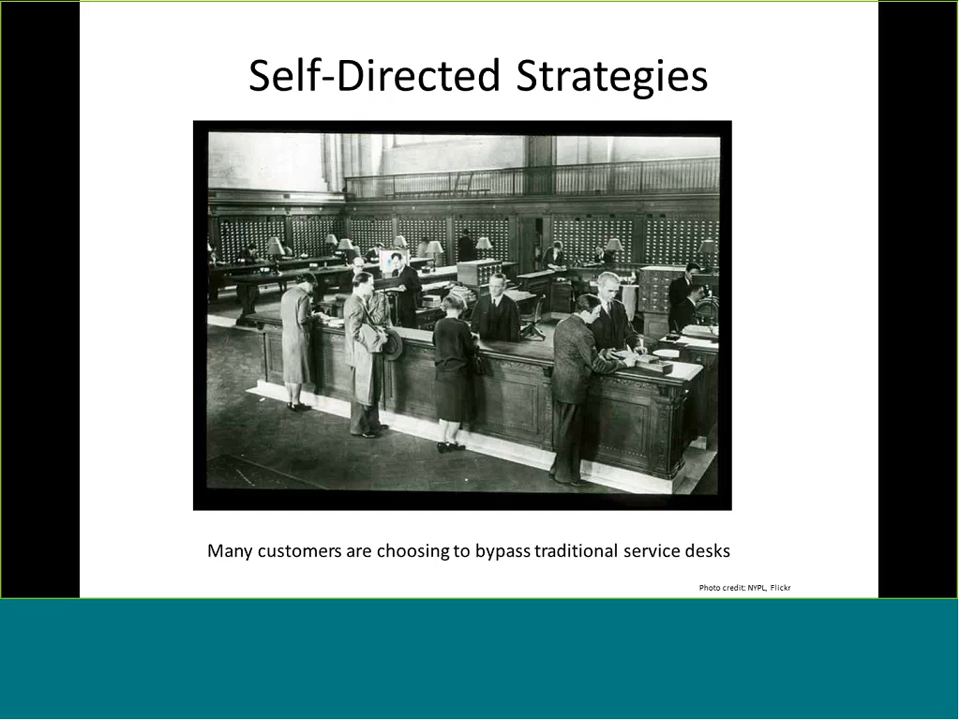 Self-Directed Strategies
Many customers are choosing to bypass traditional service desks
Photo credit: NYPL, Flickr